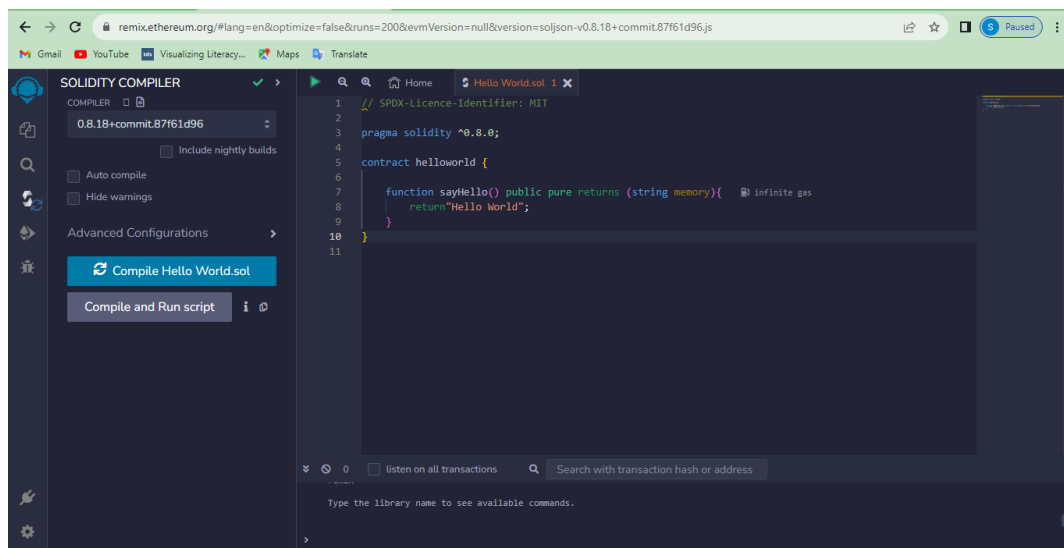 remix.ethereum.org/#lang=en&optimize=false&runs=200&evmVersion=null&version=soljson-v0.8.18+commit.87f61d96.js
S Paused
Gmail YouTube Visualizing Literacy... Maps Translate
SOLIDITY COMPILER
COMPILER
0.8.18+commit.87f61d96
Include nightly builds
Auto compile
Hide warnings
Advanced Configurations
Compile Hello World.sol
Compile and Run script i
Home Hello World.sol 1
1 // SPDX-Licence-Identifier: MIT
2
3 pragma solidity ^0.8.0;
4
5 contract helloworld {
6
7 function sayHello() public pure returns (string memory){ infinite gas
8 return"Hello World";
9 }
10 }
11
0 listen on all transactions Search with transaction hash or address
Type the library name to see available commands.
>